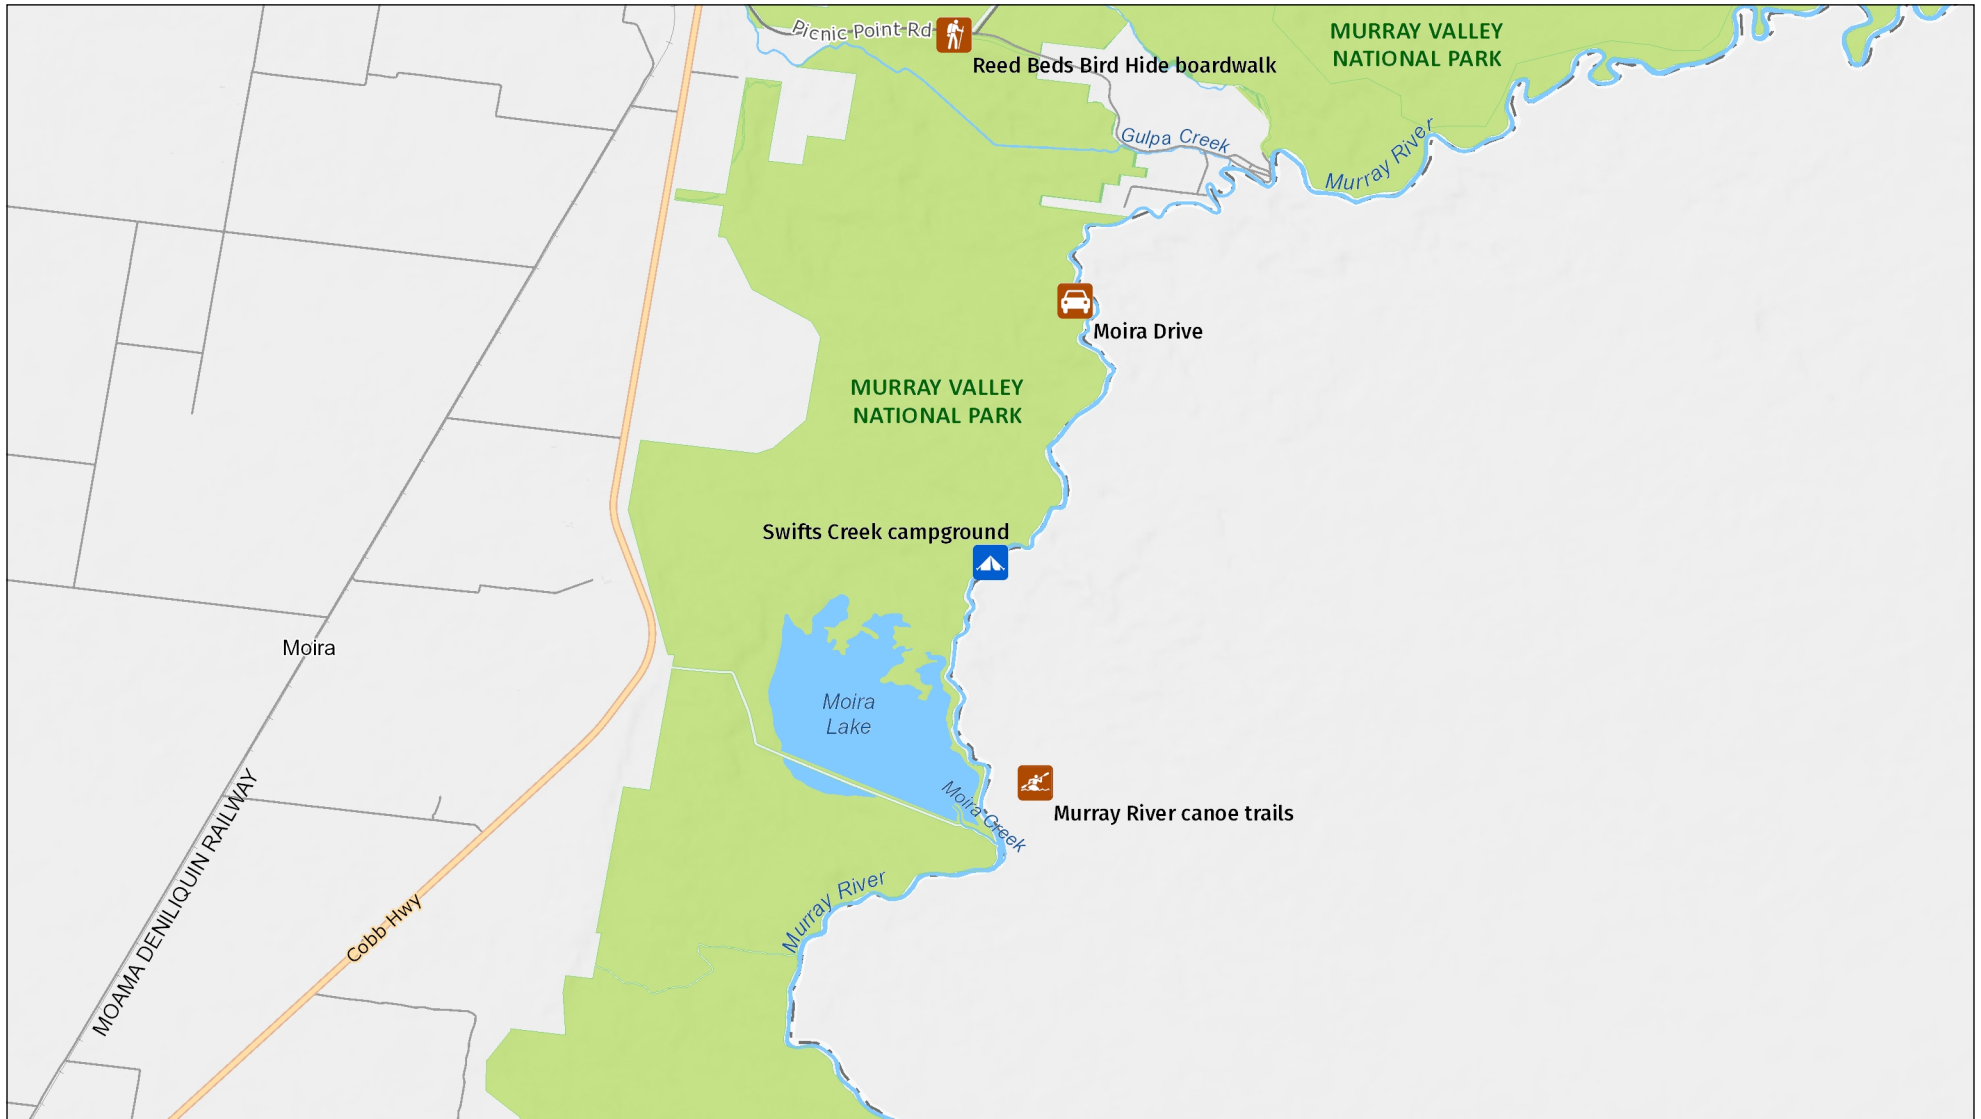 Picnic Point Rd
Reed Beds Bird Hide boardwalk
MURRAY VALLEY
NATIONAL PARK
Gulpa Creek
Murray River
Moira Drive
MURRAY VALLEY
NATIONAL PARK
Swifts Creek campground
Moira
Moira
Lake
Moira Creek
Murray River canoe trails
MOAMA DENILIQUIN RAILWAY
Cobb Hwy
Murray River